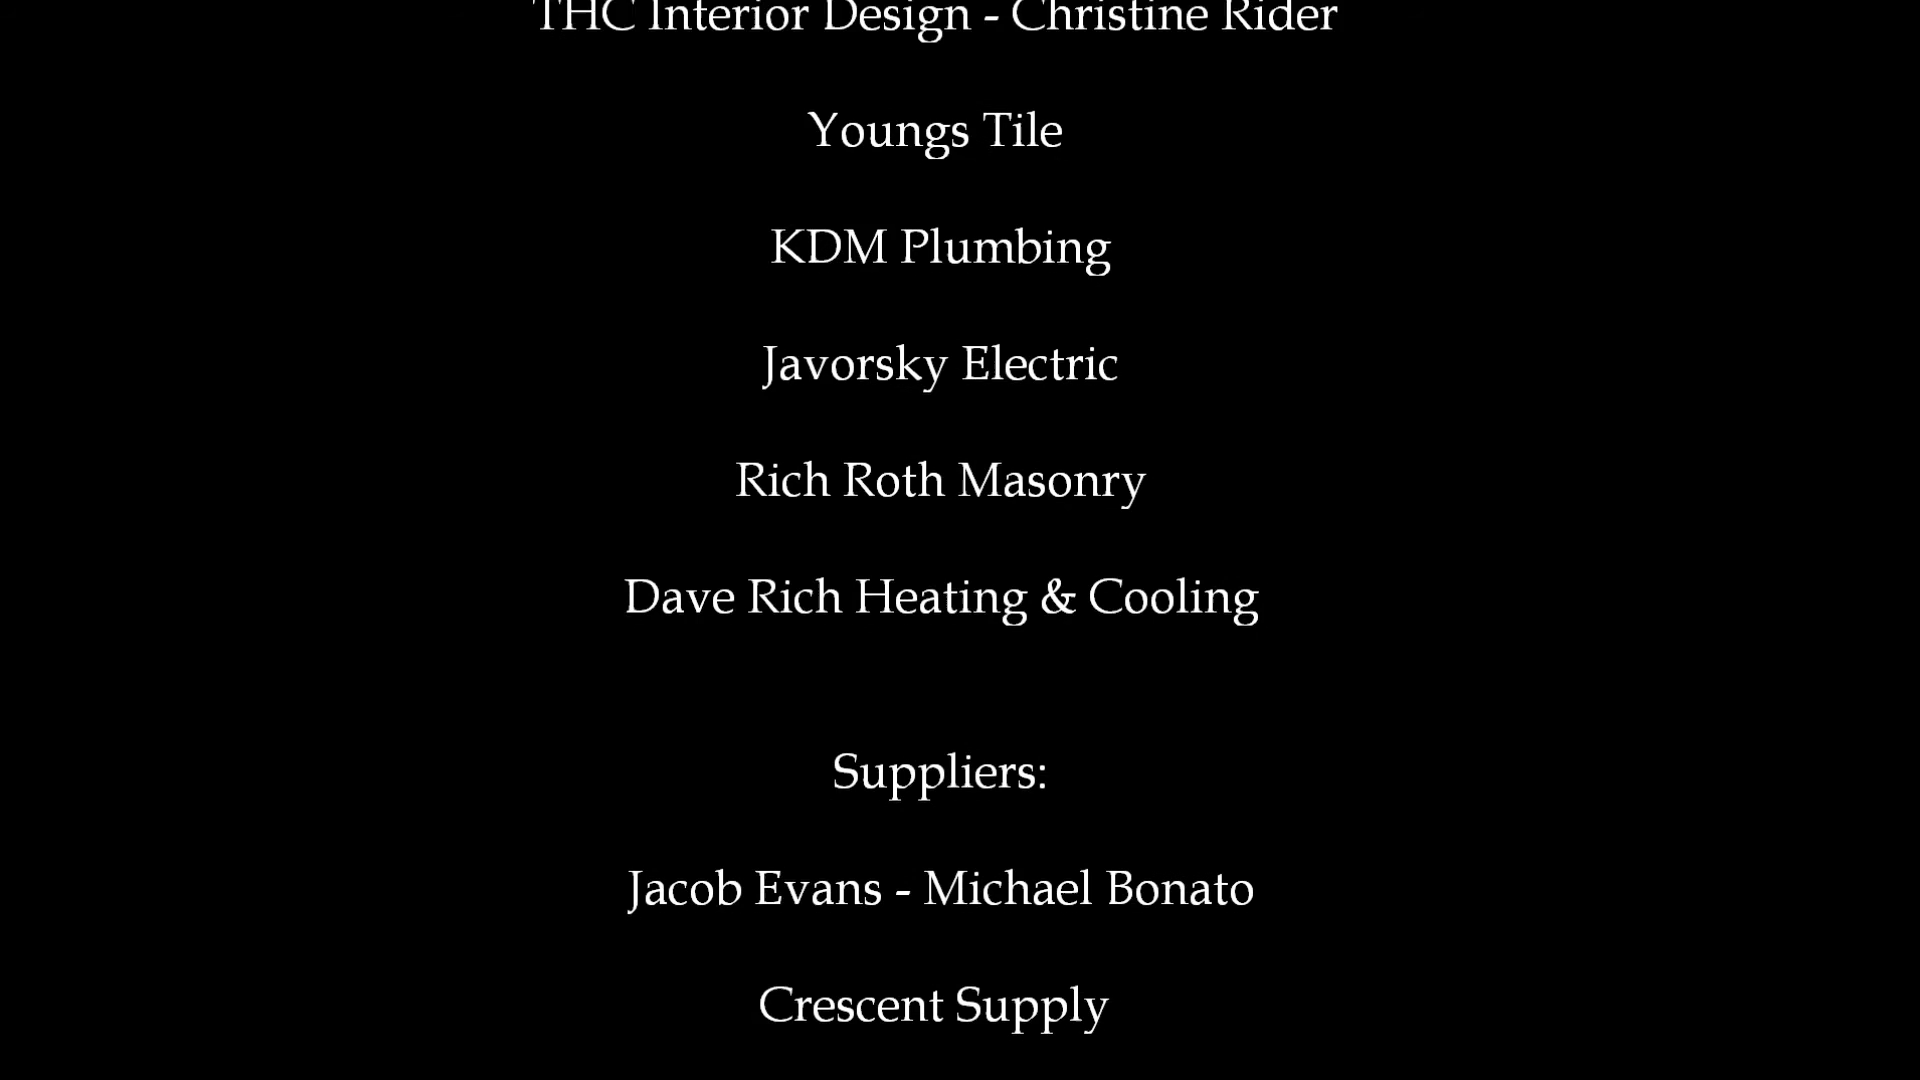 THC Interior Design - Christine Rider
Youngs Tile
KDM Plumbing
Javorsky Electric
Rich Roth Masonry
Dave Rich Heating & Cooling
Suppliers:
Jacob Evans - Michael Bonato
Crescent Supply